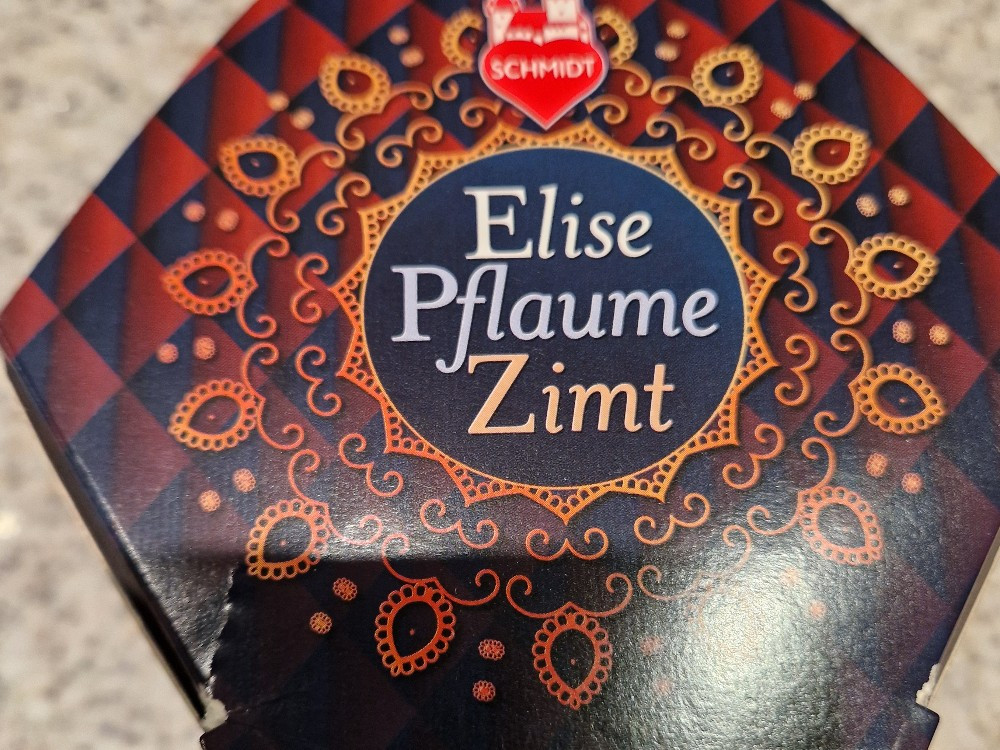 SCHMIDT
Elise
Pflaume
Zimt